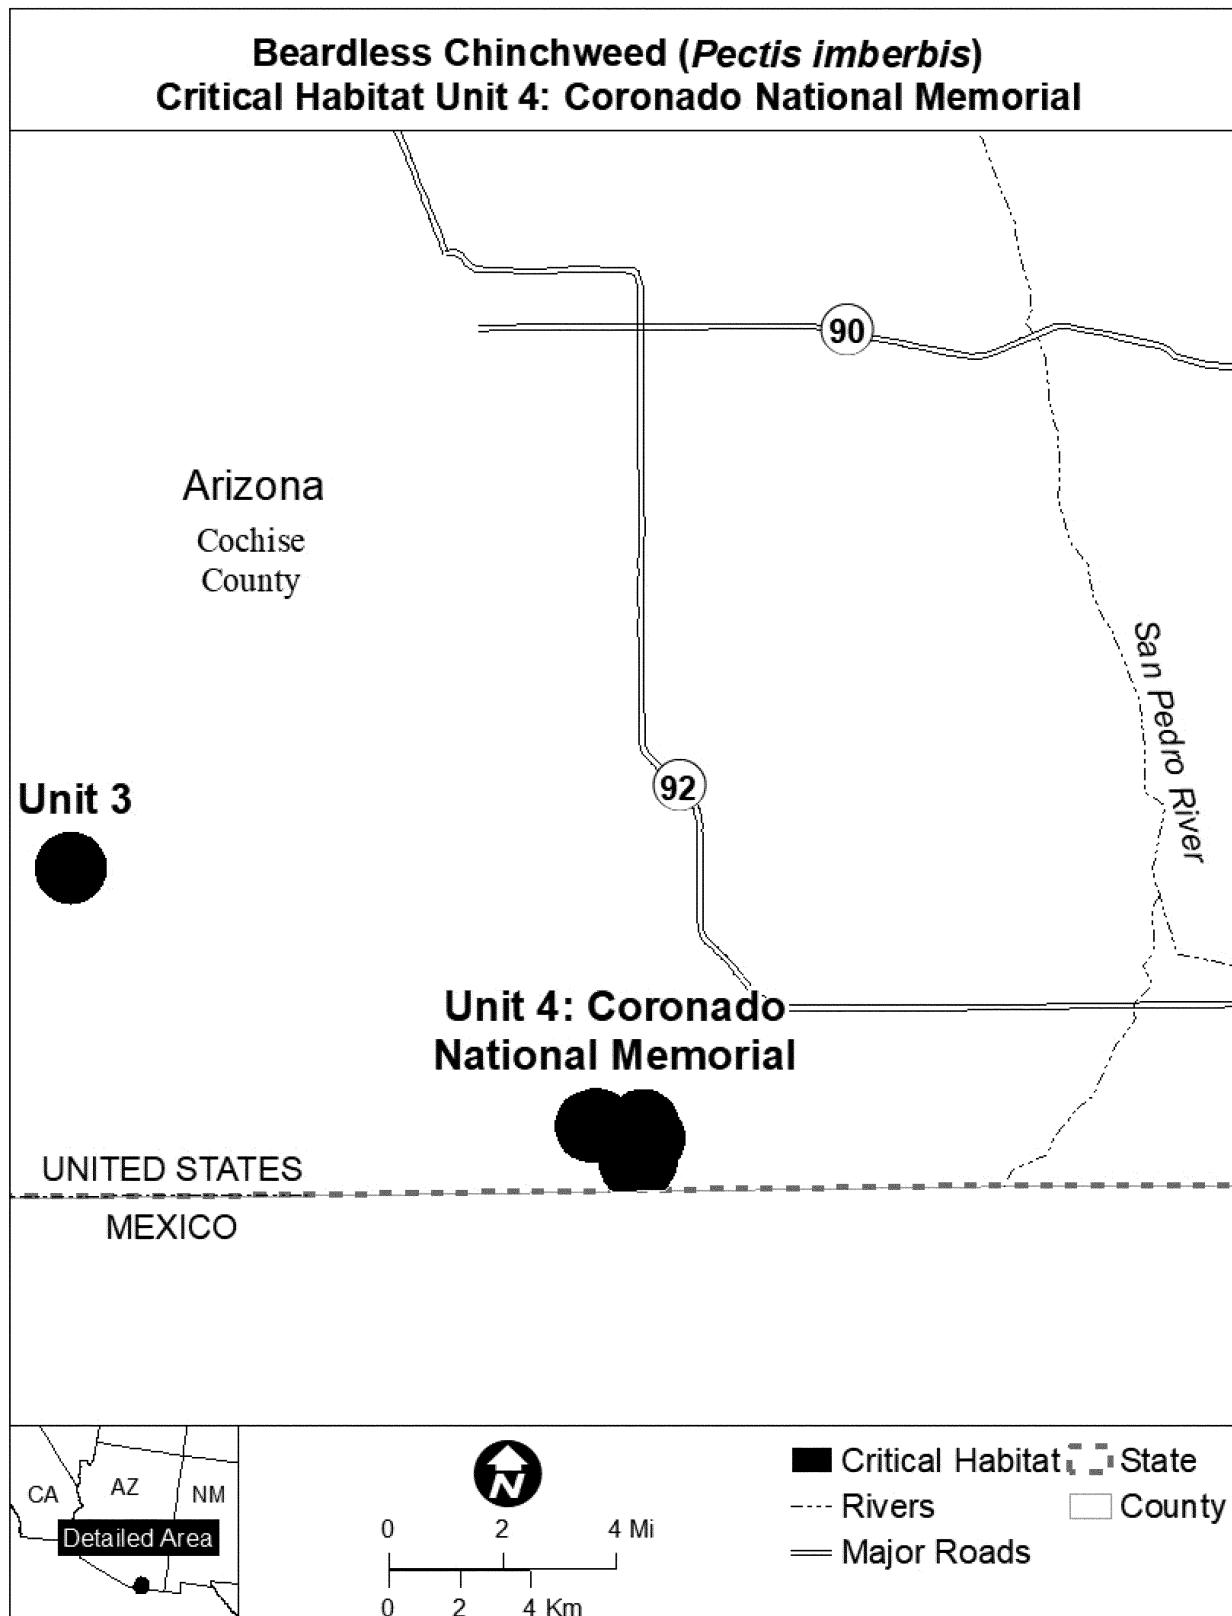 Beardless Chinchweed (Pectis imberbis)
Critical Habitat Unit 4: Coronado National Memorial
90
Arizona
Cochise
County
San Pedro River
Unit 3
92
Unit 4: Coronado
National Memorial
UNITED STATES
MEXICO
CA
AZ
NM
Detailed Area
N
0 2 4 Mi
0 2 4 Km
Critical Habitat
State
Rivers
County
Major Roads